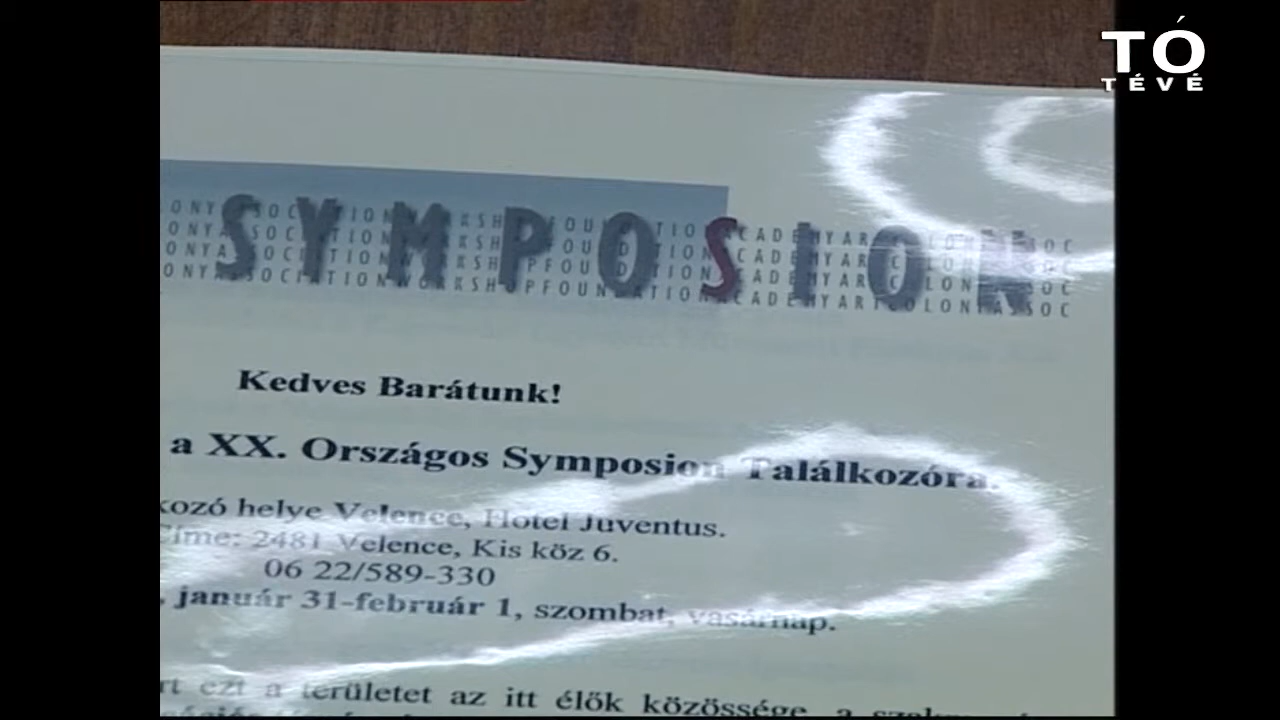 TÓ
TÉVÉ
SYMPOSION
Kedves Barátunk!
a XX. Országos Symposion Találkozóra.
helye Velence, Hotel Juventus.
Címe: 2481 Velence, Kis köz 6.
06 22/589-330
január 31-február 1, szombat, vasárnap.
ezt a területet az itt élők közössége, a